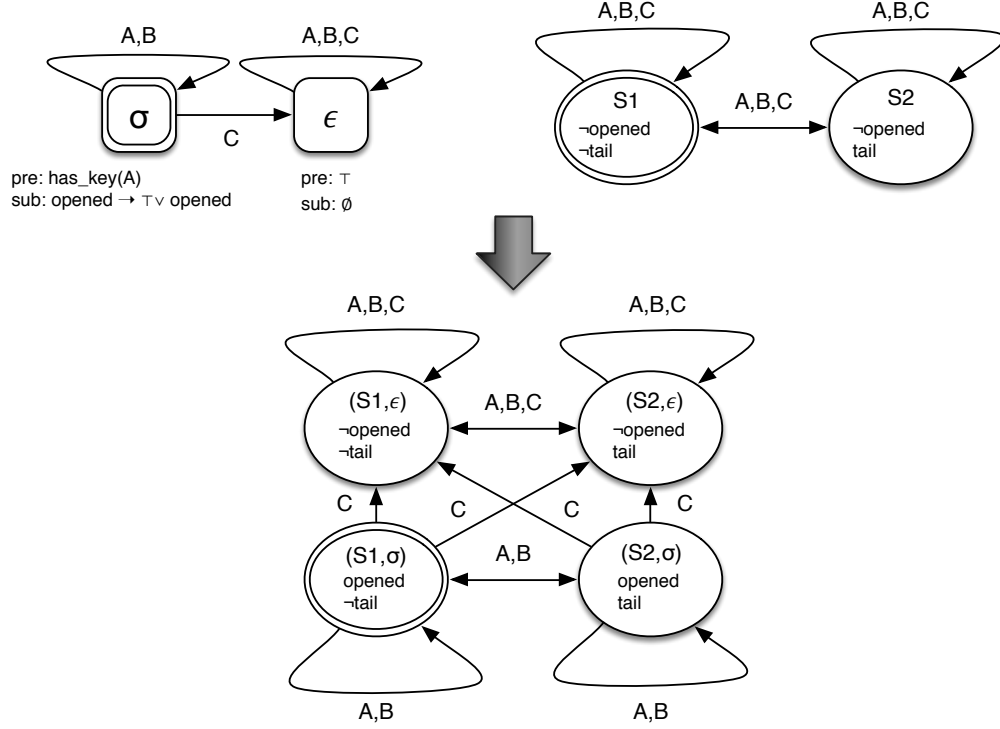 A,B
A,B,C
σ
C
ϵ
pre: has_key(A)
sub: opened → ⊤∨ opened
pre: ⊤
sub: ∅
A,B,C
A,B,C
S1
¬opened
¬tail
A,B,C
S2
¬opened
tail
A,B,C
A,B,C
(S1,ϵ)
¬opened
¬tail
A,B,C
(S2,ϵ)
¬opened
tail
C
C
C
C
(S1,σ)
opened
¬tail
A,B
(S2,σ)
opened
tail
A,B
A,B